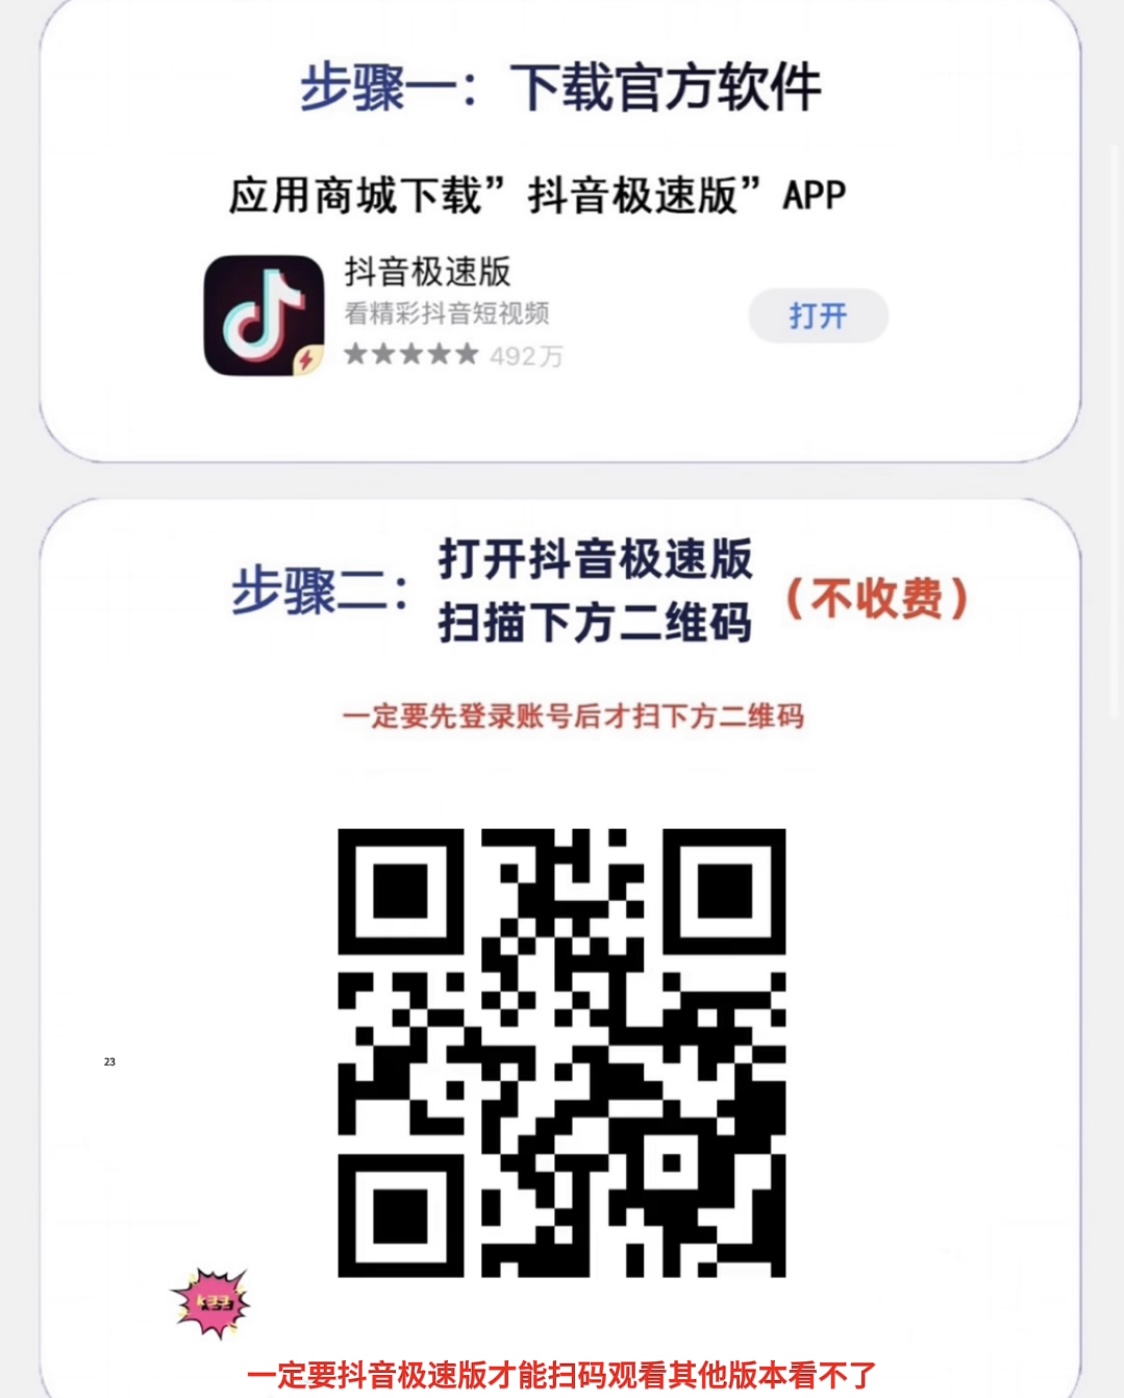 步骤一：下载官方软件
应用商城下载”抖音极速版”APP
抖音极速版
看精彩抖音短视频
★★★★★ 492万
打开
步骤二：
打开抖音极速版
扫描下方二维码
（不收费）
一定要先登录账号后才扫下方二维码
23
k33
一定要抖音极速版才能扫码观看其他版本看不了